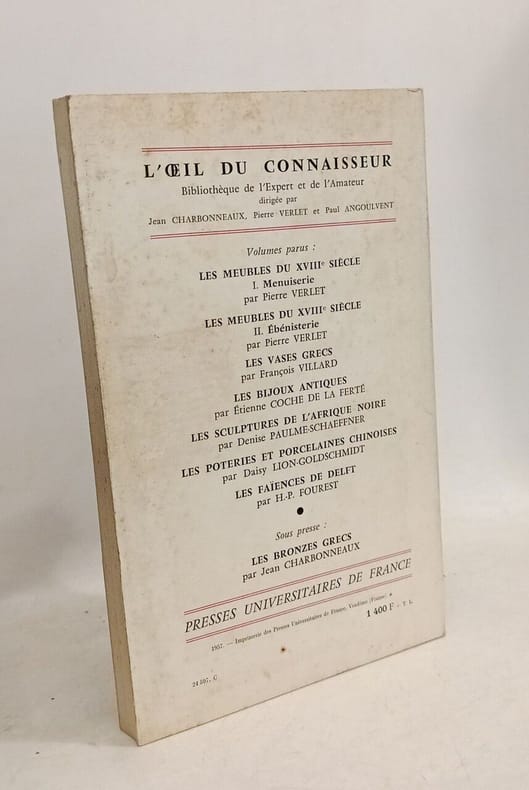 L'ŒIL DU CONNAISSEUR
Bibliothèque de l'Expert et de l'Amateur
dirigée par
Jean CHARBONNEAUX, Pierre VERLET et Paul ANGOULVENT
Volumes parus :
LES MEUBLES DU XVIIIe SIÈCLE
I. Menuiserie
par Pierre VERLET
LES MEUBLES DU XVIIIe SIÈCLE
II. Ébénisterie
par Pierre VERLET
LES VASES GRECS
par François VILLARD
LES BIJOUX ANTIQUES
par Étienne COCHE DE LA FERTÉ
LES SCULPTURES DE L'AFRIQUE NOIRE
par Denise PAULME-SCHAEFFNER
LES POTERIES ET PORCELAINES CHINOISES
par Daisy LION-GOLDSCHMIDT
LES FAÏENCES DE DELFT
par H.-P. FOUREST
Sous presse :
LES BRONZES GRECS
par Jean CHARBONNEAUX
PRESSES UNIVERSITAIRES DE FRANCE
1957. — Imprimerie des Presses Universitaires de France. Vendôme (France)
1 400 F + T. L.
24 807. C